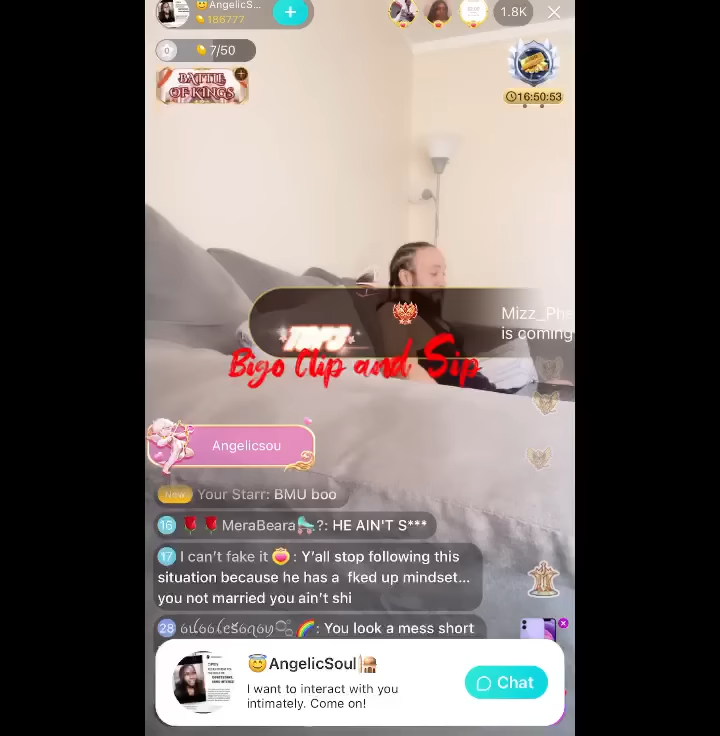 AngelicS...
186777
1.8K
7/50
BATTLE
OF KINGS
16:50:53
Mizz_Phe
is coming
TOP3
Bigo Clip and Sip
Angelicsou
New Your Starr: BMU boo
16 🌹🌹MeraBeara🛼?: HE AIN'T S***
17 I can't fake it: Y'all stop following this
situation because he has a fked up mindset...
you not married you ain't shi
28 : You look a mess short
😇AngelicSoul🕌
I want to interact with you
intimately. Come on!
Chat